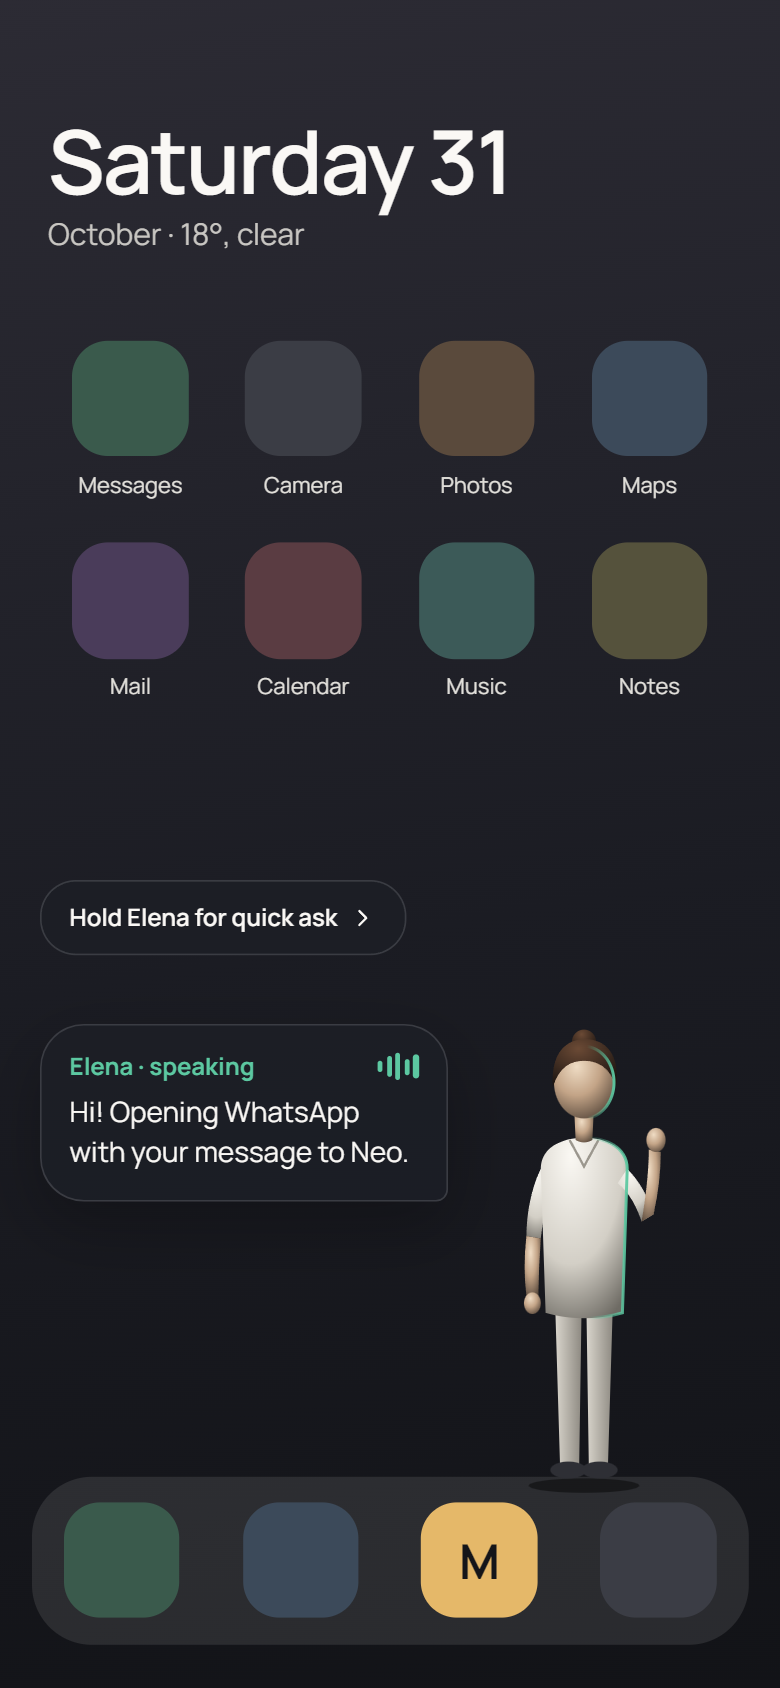 Saturday 31
October · 18°, clear
Messages
Camera
Photos
Maps
Mail
Calendar
Music
Notes
Hold Elena for quick ask
Elena · speaking
Hi! Opening WhatsApp
with your message to Neo.
M